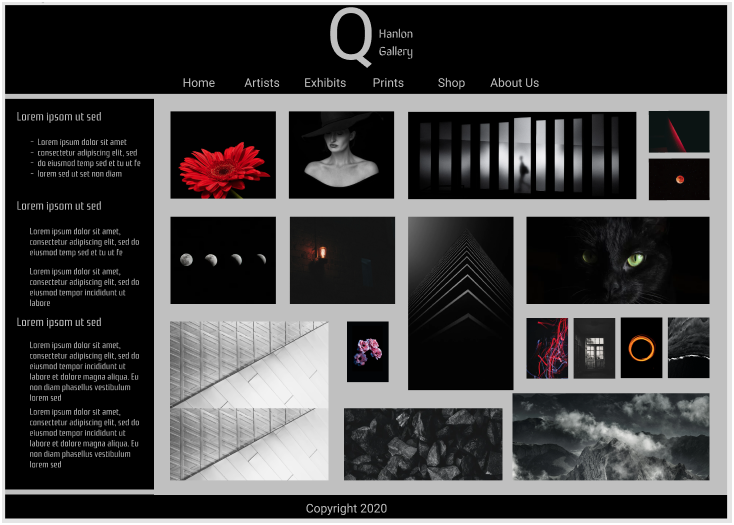 Q Hanlon
Gallery
Home Artists Exhibits Prints Shop About Us
Lorem ipsom ut sed
– Lorem ipsum dolor sit amet
– consectetur adipiscing elit, sed
– do eiusmod temp sed et tu ut fe
– lorem sed ut set non diam
Lorem ipsom ut sed
Lorem ipsum dolor sit amet,
consectetur adipiscing elit, sed do
eiusmod temp sed et tu ut fe
Lorem ipsum dolor sit amet,
consectetur adipiscing elit, sed do
eiusmod tempor incididunt ut
labore
Lorem ipsom ut sed
Lorem ipsum dolor sit amet,
consectetur adipiscing elit, sed do
eiusmod tempor incididunt ut
labore et dolore magna aliqua. Eu
non diam phasellus vestibulum
lorem sed
Lorem ipsum dolor sit amet,
consectetur adipiscing elit, sed do
eiusmod tempor incididunt ut
labore et dolore magna aliqua. Eu
non diam phasellus vestibulum
lorem sed
Copyright 2020